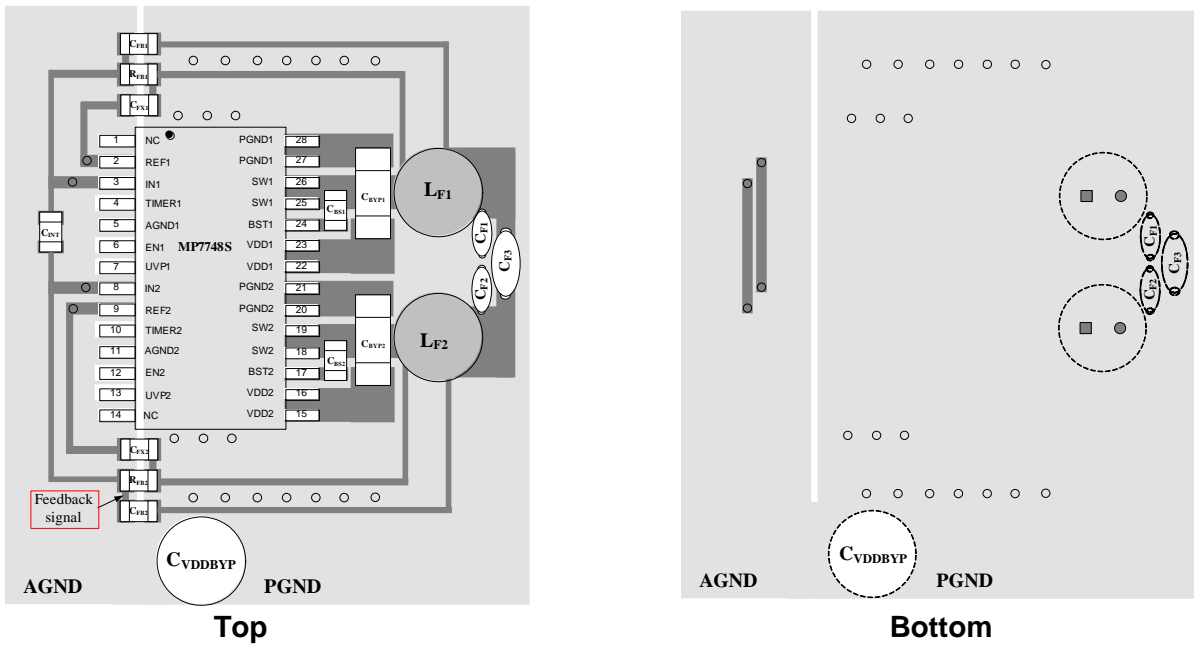 CFB1
RFB1
CFX1
1 NC PGND1 28
2 REF1 PGND1 27
3 IN1 SW1 26
4 TIMER1 SW1 25
5 AGND1 BST1 24
6 EN1 MP7748S VDD1 23
7 UVP1 VDD1 22
8 IN2 PGND2 21
9 REF2 PGND2 20
10 TIMER2 SW2 19
11 AGND2 SW2 18
12 EN2 BST2 17
13 UVP2 VDD2 16
14 NC VDD2 15
CINT
CBS1
CBYP1
LF1
CF1
CF3
CF2
CBS2
CBYP2
LF2
CFX2
RFB2
CFB2
Feedback
signal
CVDDBYP
AGND PGND
Top
CF1
CF3
CF2
CVDDBYP
AGND PGND
Bottom